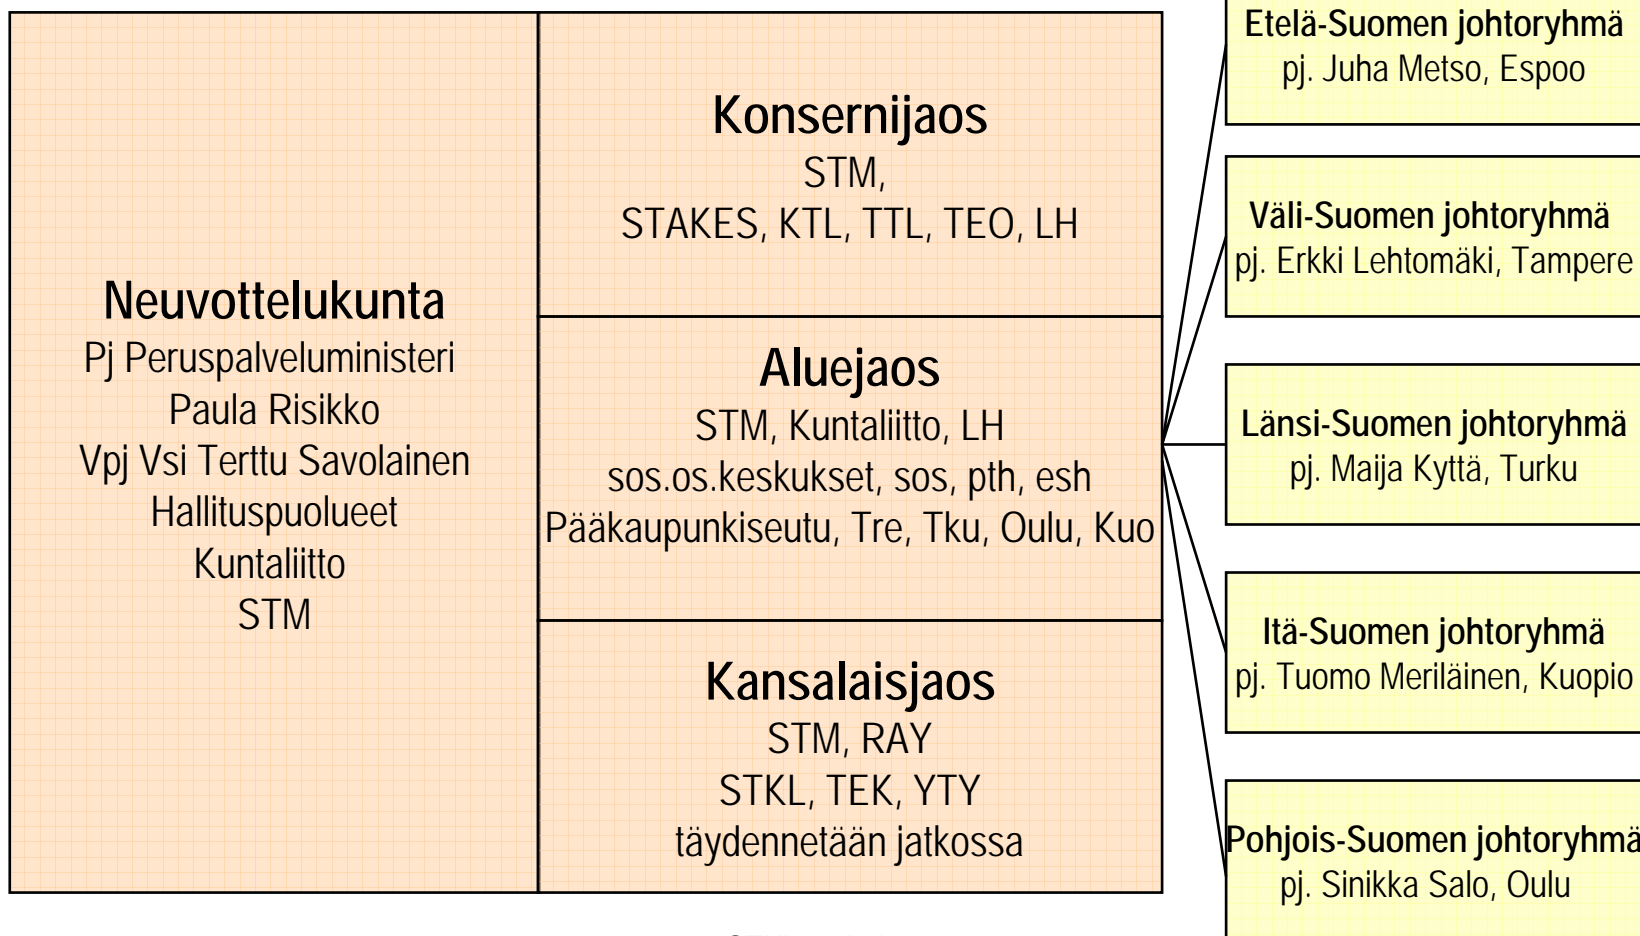 Neuvottelukunta
Pj Peruspalveluministeri
Paula Risikko
Vpj Vsi Terttu Savolainen
Hallituspuolueet
Kuntaliitto
STM
Konsernijaos
STM,
STAKES, KTL, TTL, TEO, LH
Aluejaos
STM, Kuntaliitto, LH
sos.os.keskukset, sos, pth, esh
Pääkaupunkiseutu, Tre, Tku, Oulu, Kuo
Kansalaisjaos
STM, RAY
STKL, TEK, YTY
täydennetään jatkossa
Etelä-Suomen johtoryhmä
pj. Juha Metso, Espoo
Väli-Suomen johtoryhmä
pj. Erkki Lehtomäki, Tampere
Länsi-Suomen johtoryhmä
pj. Maija Kyttä, Turku
Itä-Suomen johtoryhmä
pj. Tuomo Meriläinen, Kuopio
Pohjois-Suomen johtoryhmä
pj. Sinikka Salo, Oulu